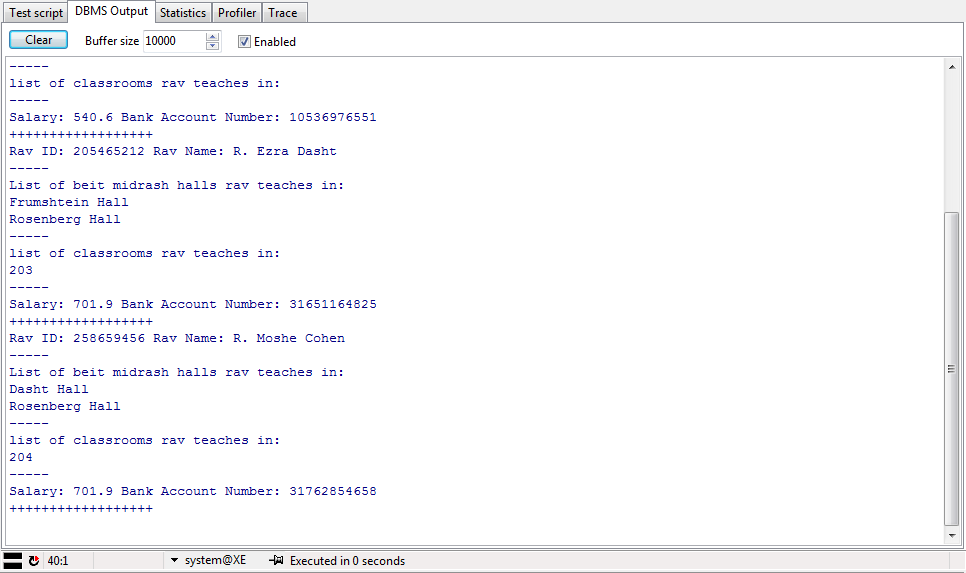 Test script DBMS Output Statistics Profiler Trace
Clear Buffer size 10000 Enabled
-----
list of classrooms rav teaches in:
-----
Salary: 540.6 Bank Account Number: 10536976551
++++++++++++++++++
Rav ID: 205465212 Rav Name: R. Ezra Dasht
-----
List of beit midrash halls rav teaches in:
Frumshtein Hall
Rosenberg Hall
-----
list of classrooms rav teaches in:
203
-----
Salary: 701.9 Bank Account Number: 31651164825
++++++++++++++++++
Rav ID: 258659456 Rav Name: R. Moshe Cohen
-----
List of beit midrash halls rav teaches in:
Dasht Hall
Rosenberg Hall
-----
list of classrooms rav teaches in:
204
-----
Salary: 701.9 Bank Account Number: 31762854658
++++++++++++++++++
40:1 system@XE Executed in 0 seconds